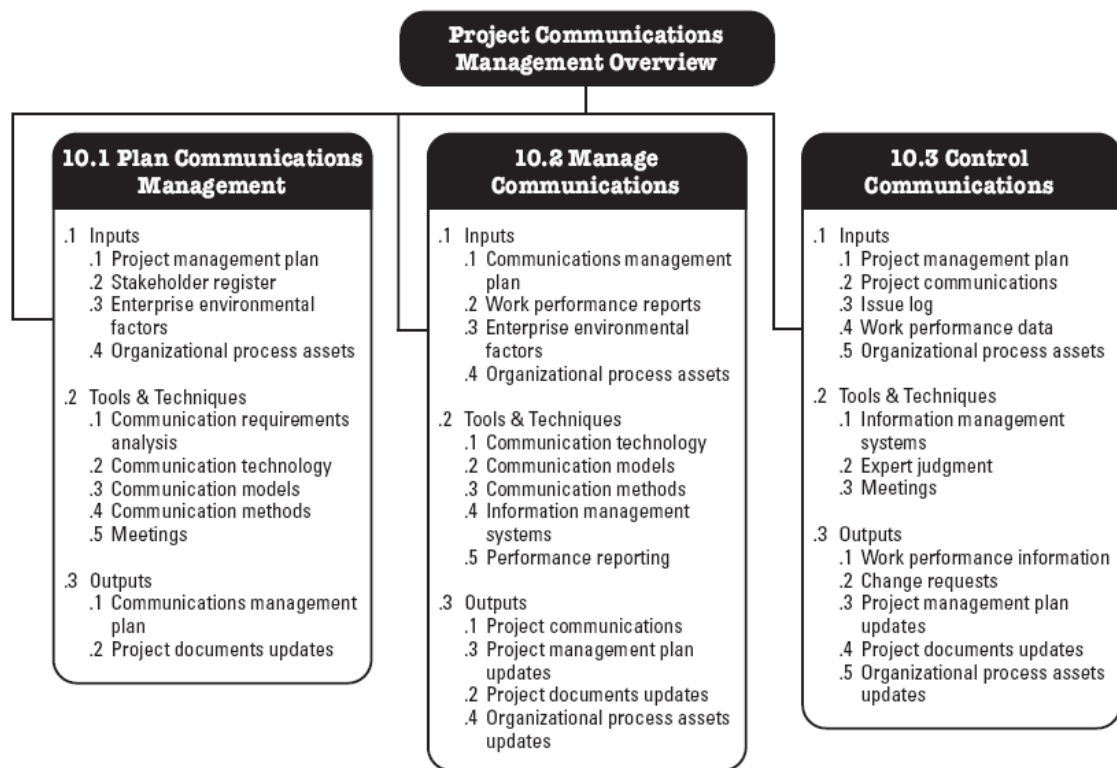 Project Communications
Management Overview
10.1 Plan Communications
Management
.1 Inputs
.1 Project management plan
.2 Stakeholder register
.3 Enterprise environmental
factors
.4 Organizational process assets
.2 Tools & Techniques
.1 Communication requirements
analysis
.2 Communication technology
.3 Communication models
.4 Communication methods
.5 Meetings
.3 Outputs
.1 Communications management
plan
.2 Project documents updates
10.2 Manage
Communications
.1 Inputs
.1 Communications management
plan
.2 Work performance reports
.3 Enterprise environmental
factors
.4 Organizational process assets
.2 Tools & Techniques
.1 Communication technology
.2 Communication models
.3 Communication methods
.4 Information management
systems
.5 Performance reporting
.3 Outputs
.1 Project communications
.3 Project management plan
updates
.2 Project documents updates
.4 Organizational process assets
updates
10.3 Control
Communications
.1 Inputs
.1 Project management plan
.2 Project communications
.3 Issue log
.4 Work performance data
.5 Organizational process assets
.2 Tools & Techniques
.1 Information management
systems
.2 Expert judgment
.3 Meetings
.3 Outputs
.1 Work performance information
.2 Change requests
.3 Project management plan
updates
.4 Project documents updates
.5 Organizational process assets
updates